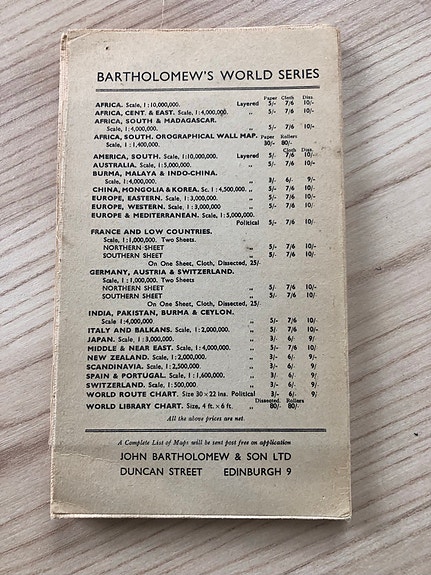 BARTHOLOMEW'S WORLD SERIES
Paper Cloth Diss.
AFRICA. Scale, 1:10,000,000. Layered 5/- 7/6 10/-
AFRICA, CENT. & EAST. Scale, 1:4,000,000. „ 5/- 7/6 10/-
AFRICA, SOUTH & MADAGASCAR.
Scale, 1:4,000,000. „ 5/- 7/6 10/-
AFRICA, SOUTH. OROGRAPHICAL WALL MAP. Paper Rollers
Scale, 1:1,400,000. 30/- 80/-
Cloth Diss.
AMERICA, SOUTH. Scale, 1:10,000,000 Layered 5/- 7/6 10/-
AUSTRALIA. Scale, 1:5,000,000. „ 5/- 7/6 10/-
BURMA, MALAYA & INDO-CHINA.
Scale, 1:4,000,000. „ 3/- 6/- 9/-
CHINA, MONGOLIA & KOREA. Sc. 1:4,500,000. „ 5/- 7/6 10/-
EUROPE, EASTERN. Scale, 1:3,000,000. „ 5/- 7/6 10/-
EUROPE, WESTERN. Scale, 1:3,000,000 „ 5/- 7/6 10/-
EUROPE & MEDITERRANEAN. Scale, 1:5,000,000.
Political 5/- 7/6 10/-
FRANCE AND LOW COUNTRIES.
Scale, 1:1,000,000. Two Sheets.
NORTHERN SHEET „ 5/- 7/6 10/-
SOUTHERN SHEET „ 5/- 7/6 10/-
On One Sheet, Cloth, Dissected, 25/-
GERMANY, AUSTRIA & SWITZERLAND.
Scale, 1:1,000,000 Two Sheets
NORTHERN SHEET „ 5/- 7/6 10/-
SOUTHERN SHEET „ 5/- 7/6 10/-
On One Sheet, Cloth, Dissected, 25/-
INDIA, PAKISTAN, BURMA & CEYLON.
Scale, 1:4,000,000 „ 5/- 7/6 10/-
ITALY AND BALKANS. Scale, 1:2,000,000. „ 5/- 7/6 10/-
JAPAN. Scale, 1:3,000,000. „ 3/- 6/- 9/-
MIDDLE & NEAR EAST. Scale, 1:4,000,000. „ 5/- 7/6 10/-
NEW ZEALAND. Scale, 1:2,000,000. „ 3/- 6/- 9/-
SCANDINAVIA. Scale, 1:2,500,000 „ 3/- 6/- 9/-
SPAIN & PORTUGAL. Scale, 1:1,600,000. „ 3/- 6/- 9/-
SWITZERLAND. Scale, 1:500,000 „ 3/- 6/- 9/-
WORLD ROUTE CHART. Size 30 × 22 ins. Political 3/- 6/- 9/-
Dissected. Rollers
WORLD LIBRARY CHART. Size, 4 ft. × 6 ft. „ 80/- 80/-
All the above prices are net.
A Complete List of Maps will be sent post free on application
JOHN BARTHOLOMEW & SON LTD
DUNCAN STREET EDINBURGH 9